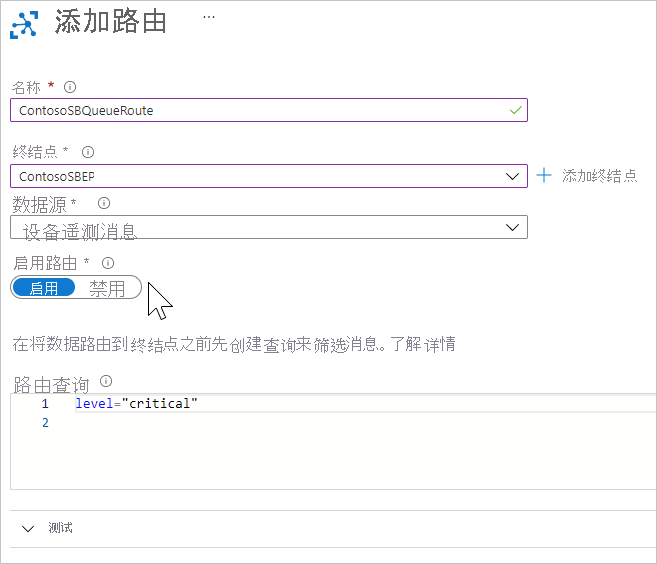 添加路由 ...
名称 *
ContosoSBQueueRoute
终结点 *
ContosoSBEP
添加终结点
数据源 *
设备遥测消息
启用路由 *
启用 禁用
在将数据路由到终结点之前先创建查询来筛选消息。了解详情
路由查询
1 level="critical"
2
测试